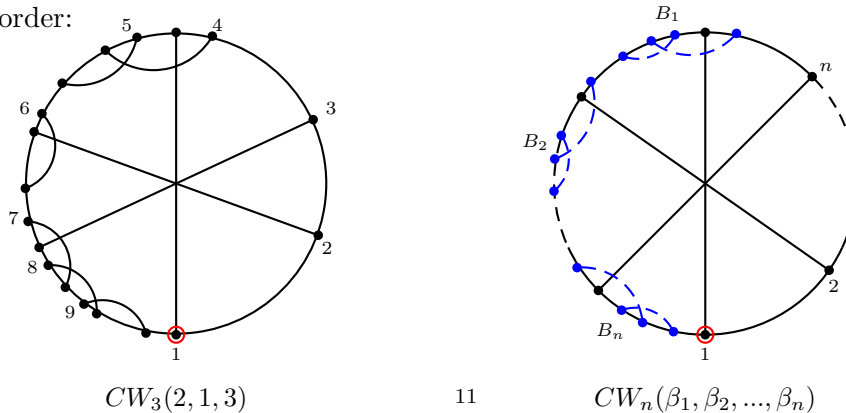 order:
5
4
6
3
7
8
9
2
1
B_1
n
B_2
2
B_n
1
CW_3(2, 1, 3)
11
CW_n(β_1, β_2, ..., β_n)